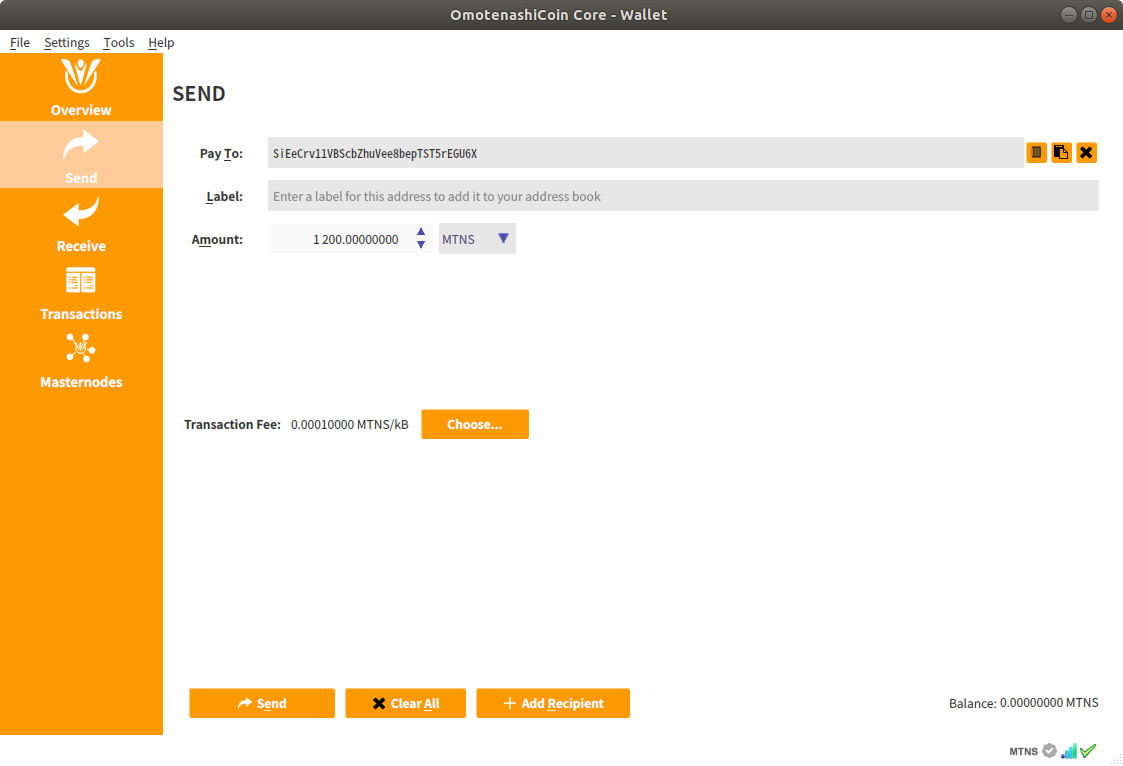 OmotenashiCoin Core - Wallet
File Settings Tools Help
Overview
Send
Receive
Transactions
Masternodes
SEND
Pay To: SiEeCrv11VBScbZhuVee8bepTST5rEGU6X
Label: Enter a label for this address to add it to your address book
Amount: 1 200.00000000 MTNS
Transaction Fee: 0.00010000 MTNS/kB Choose...
Send Clear All Add Recipient Balance: 0.00000000 MTNS
MTNS